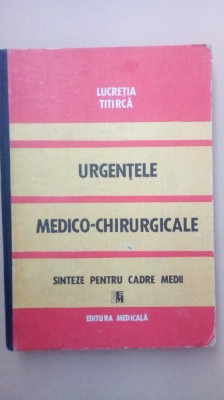 LUCREȚIA
TITIRCĂ
URGENȚELE
MEDICO-CHIRURGICALE
SINTEZE PENTRU CADRE MEDII
EDITURA MEDICALĂ